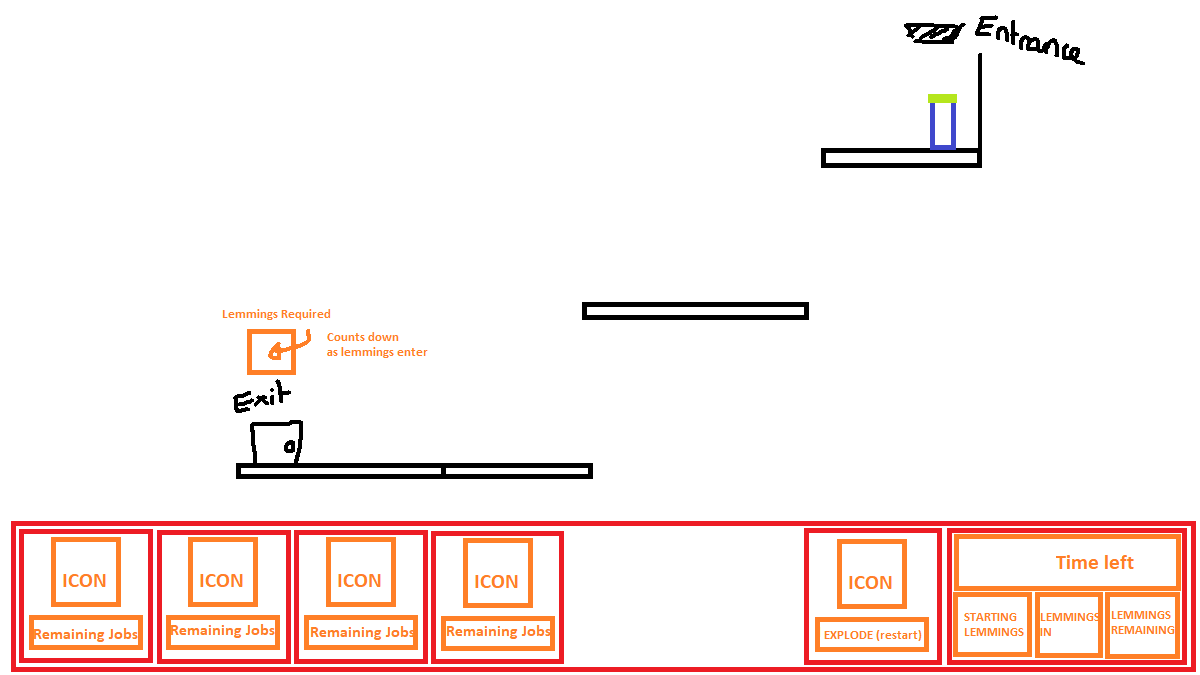 Entrance
Lemmings Required
Counts down
as lemmings enter
Exit
ICON
Remaining Jobs
ICON
Remaining Jobs
ICON
Remaining Jobs
ICON
Remaining Jobs
ICON
EXPLODE (restart)
Time left
STARTING
LEMMINGS
LEMMINGS
IN
LEMMINGS
REMAINING